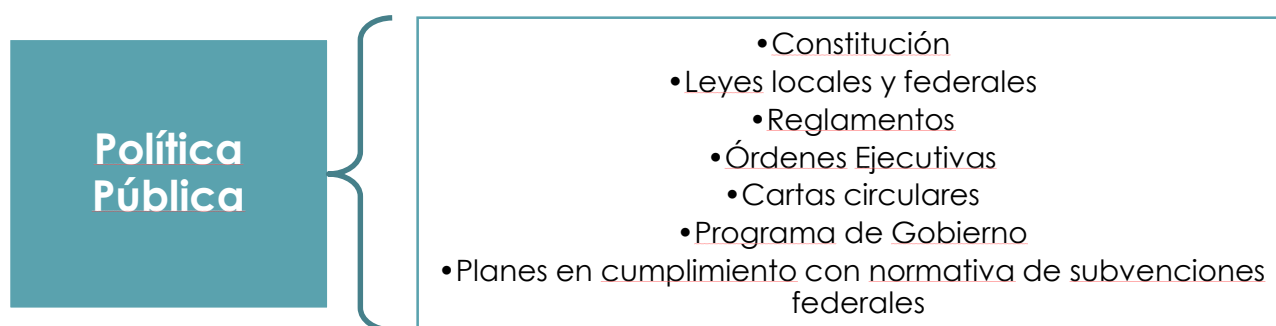 Política
Pública
•Constitución
•Leyes locales y federales
•Reglamentos
•Órdenes Ejecutivas
•Cartas circulares
•Programa de Gobierno
•Planes en cumplimiento con normativa de subvenciones
federales